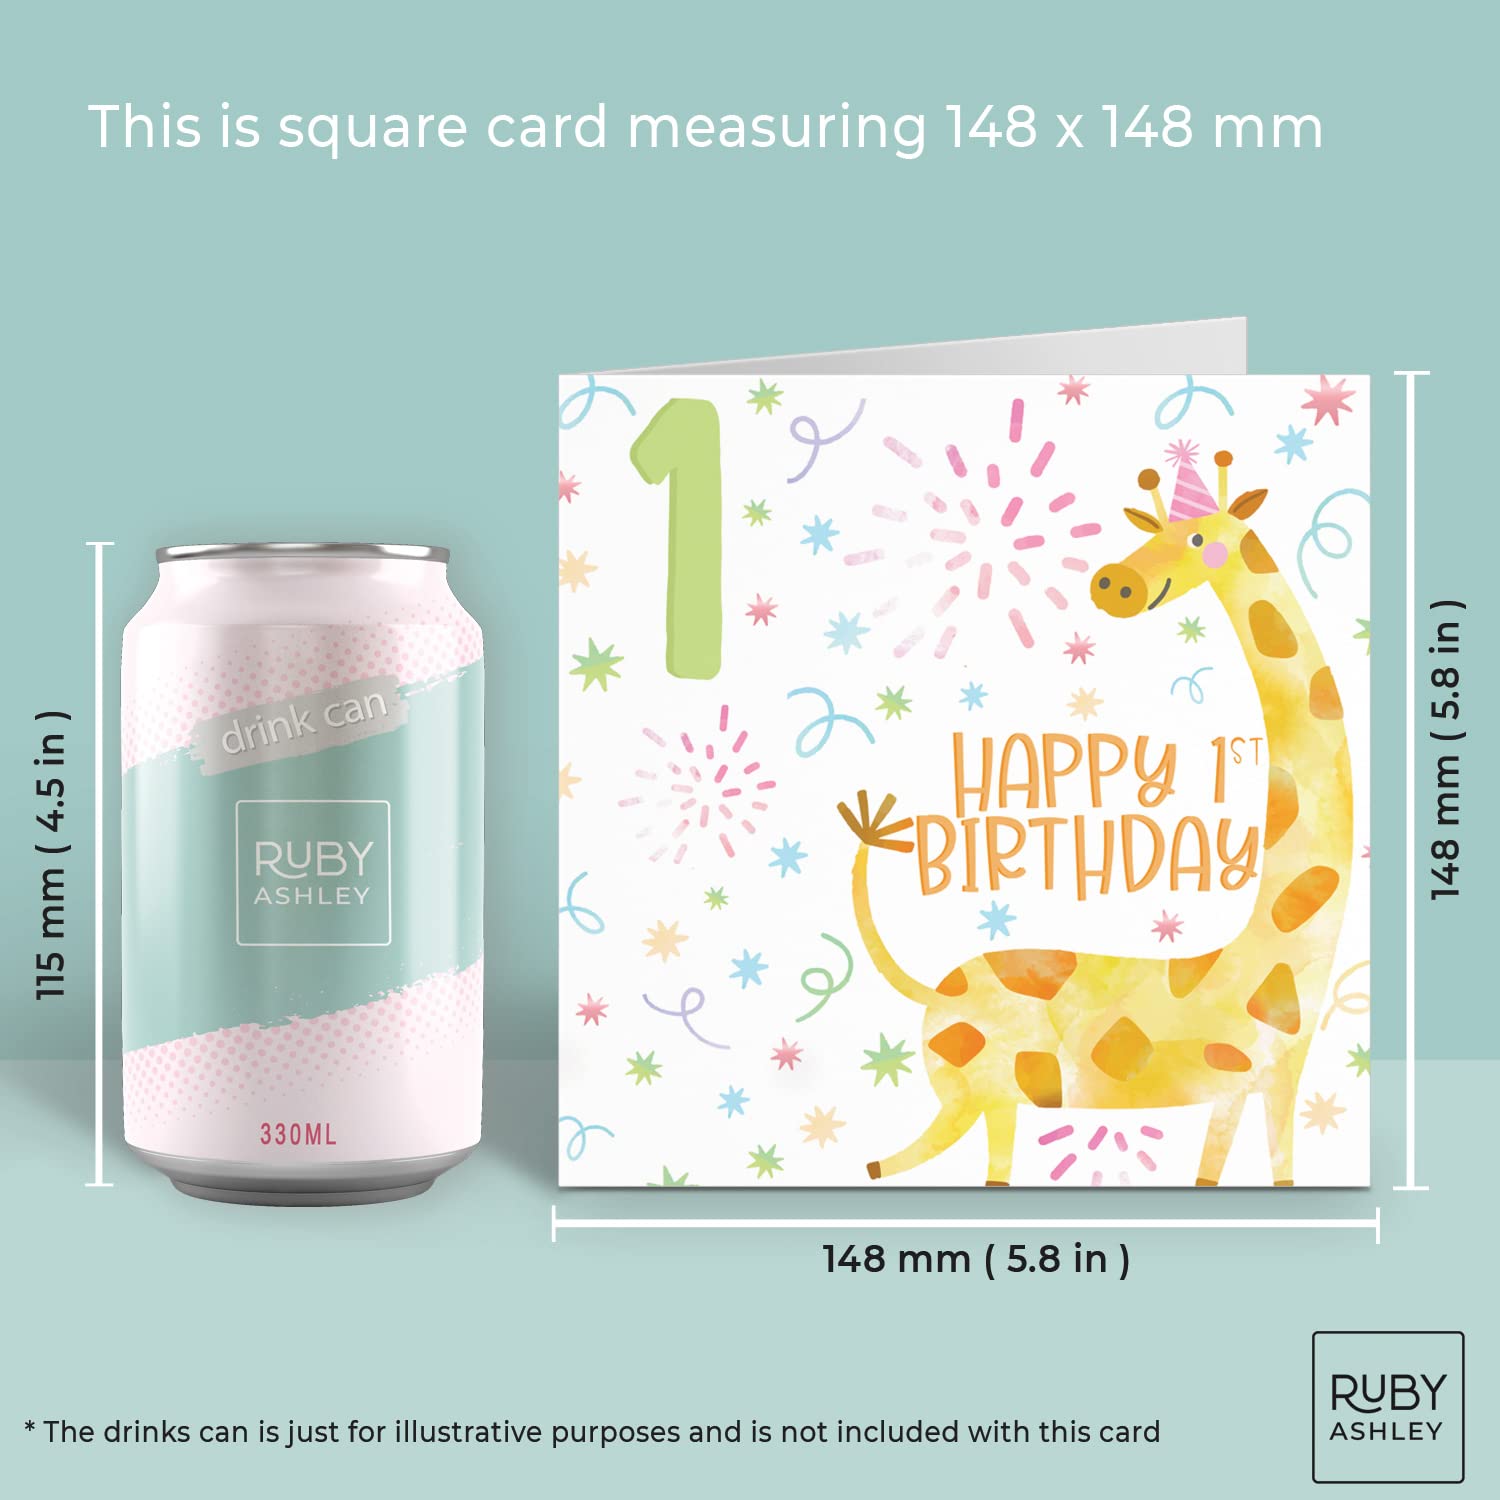 This is square card measuring 148 x 148 mm
1
HAPPY 1ST
BIRTHDAY
drink can
RUBY
ASHLEY
330ML
115 mm ( 4.5 in )
148 mm ( 5.8 in )
148 mm ( 5.8 in )
* The drinks can is just for illustrative purposes and is not included with this card
RUBY
ASHLEY